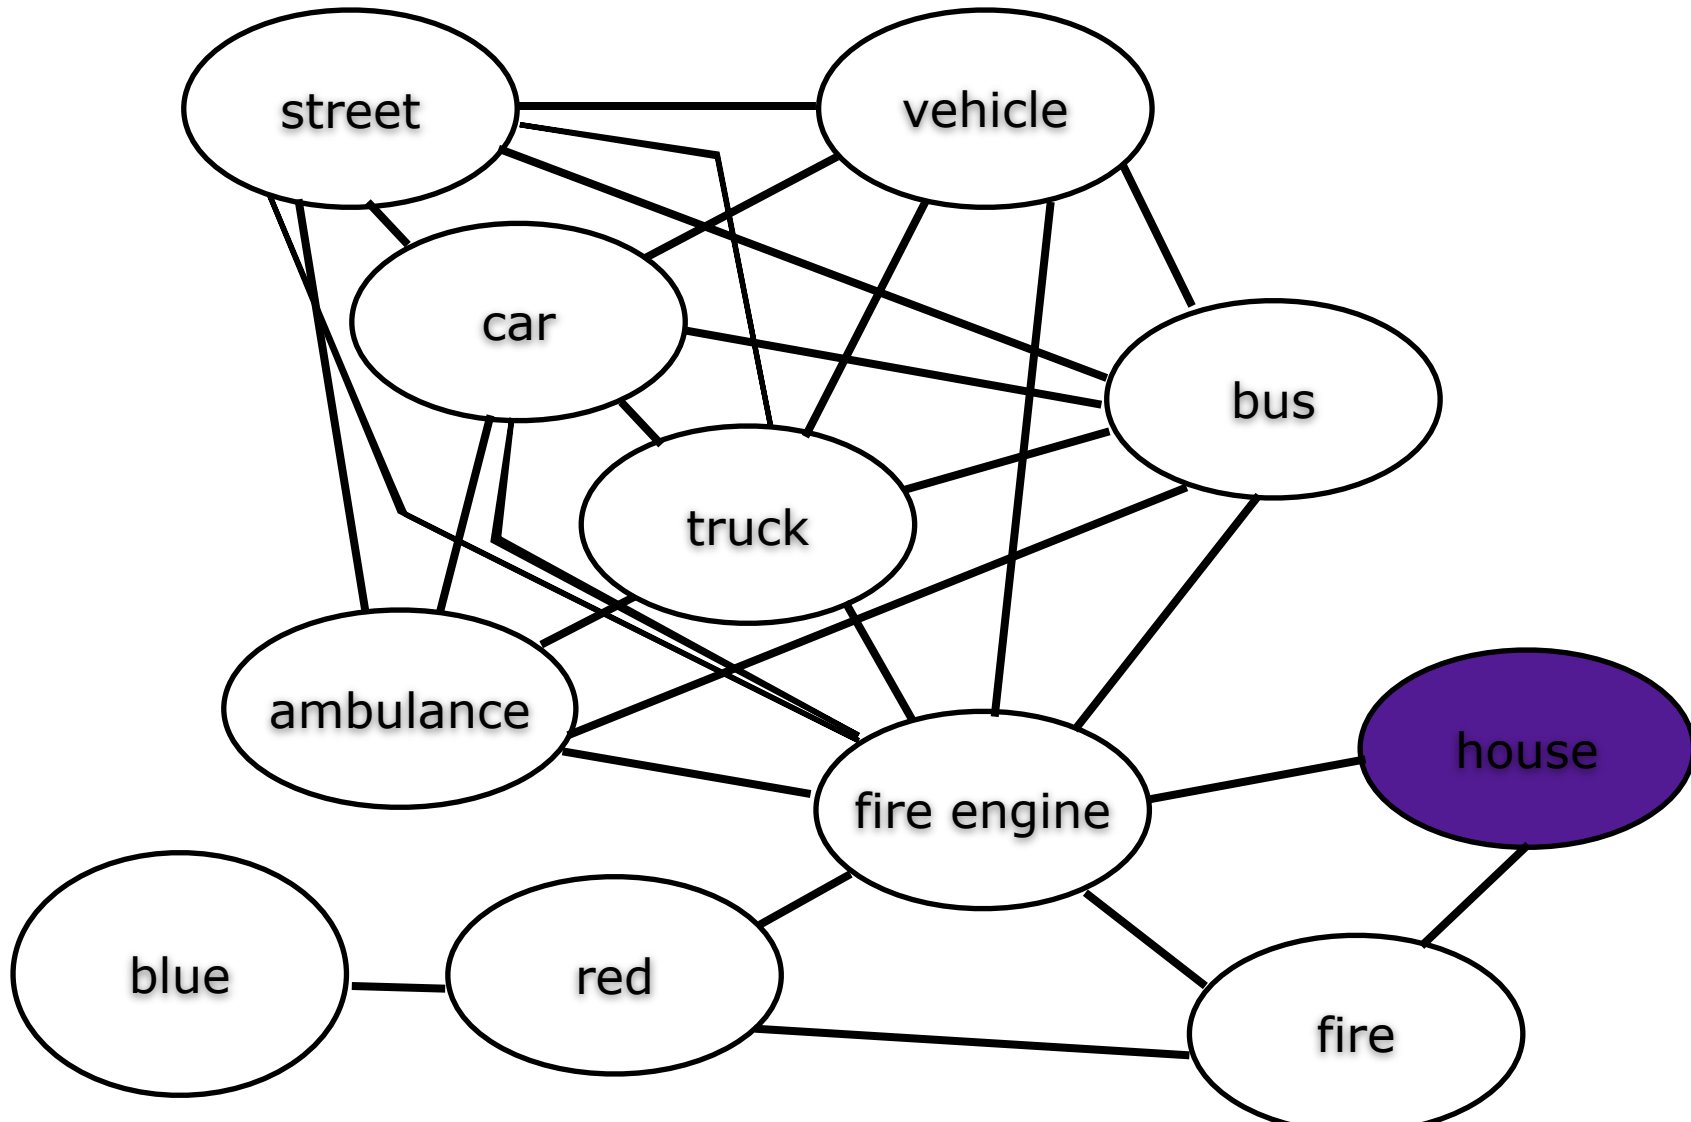 street
vehicle
car
bus
truck
ambulance
house
fire engine
blue
red
fire